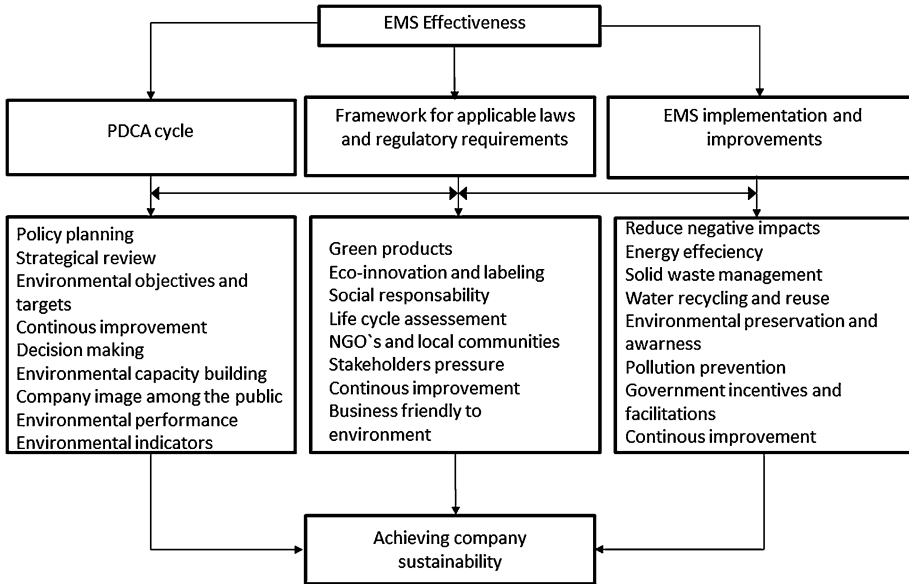 EMS Effectiveness
PDCA cycle
Framework for applicable laws
and regulatory requirements
EMS implementation and
improvements
Policy planning
Strategical review
Environmental objectives and
targets
Continous improvement
Decision making
Environmental capacity building
Company image among the public
Environmental performance
Environmental indicators
Green products
Eco-innovation and labeling
Social responsability
Life cycle assessement
NGO`s and local communities
Stakeholders pressure
Continous improvement
Business friendly to
environment
Reduce negative impacts
Energy effeciency
Solid waste management
Water recycling and reuse
Environmental preservation and
awarness
Pollution prevention
Government incentives and
facilitations
Continous improvement
Achieving company
sustainability